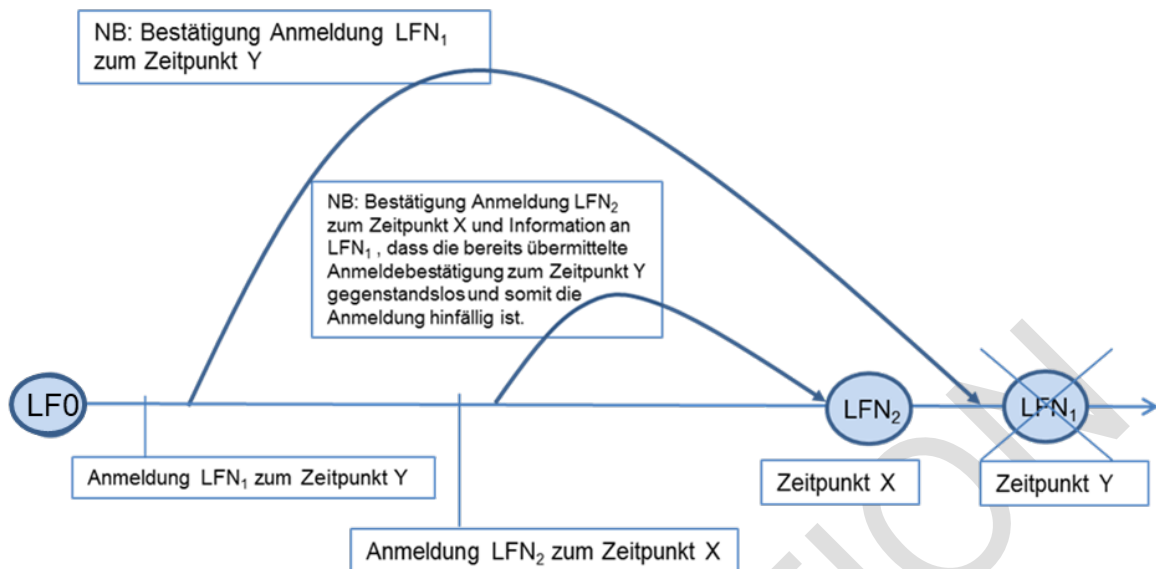 NB: Bestätigung Anmeldung LFN₁
zum Zeitpunkt Y
NB: Bestätigung Anmeldung LFN₂
zum Zeitpunkt X und Information an
LFN₁ , dass die bereits übermittelte
Anmeldebestätigung zum Zeitpunkt Y
gegenstandslos und somit die
Anmeldung hinfällig ist.
LF0
LFN₂
LFN₁
Anmeldung LFN₁ zum Zeitpunkt Y
Zeitpunkt X
Zeitpunkt Y
Anmeldung LFN₂ zum Zeitpunkt X
TION